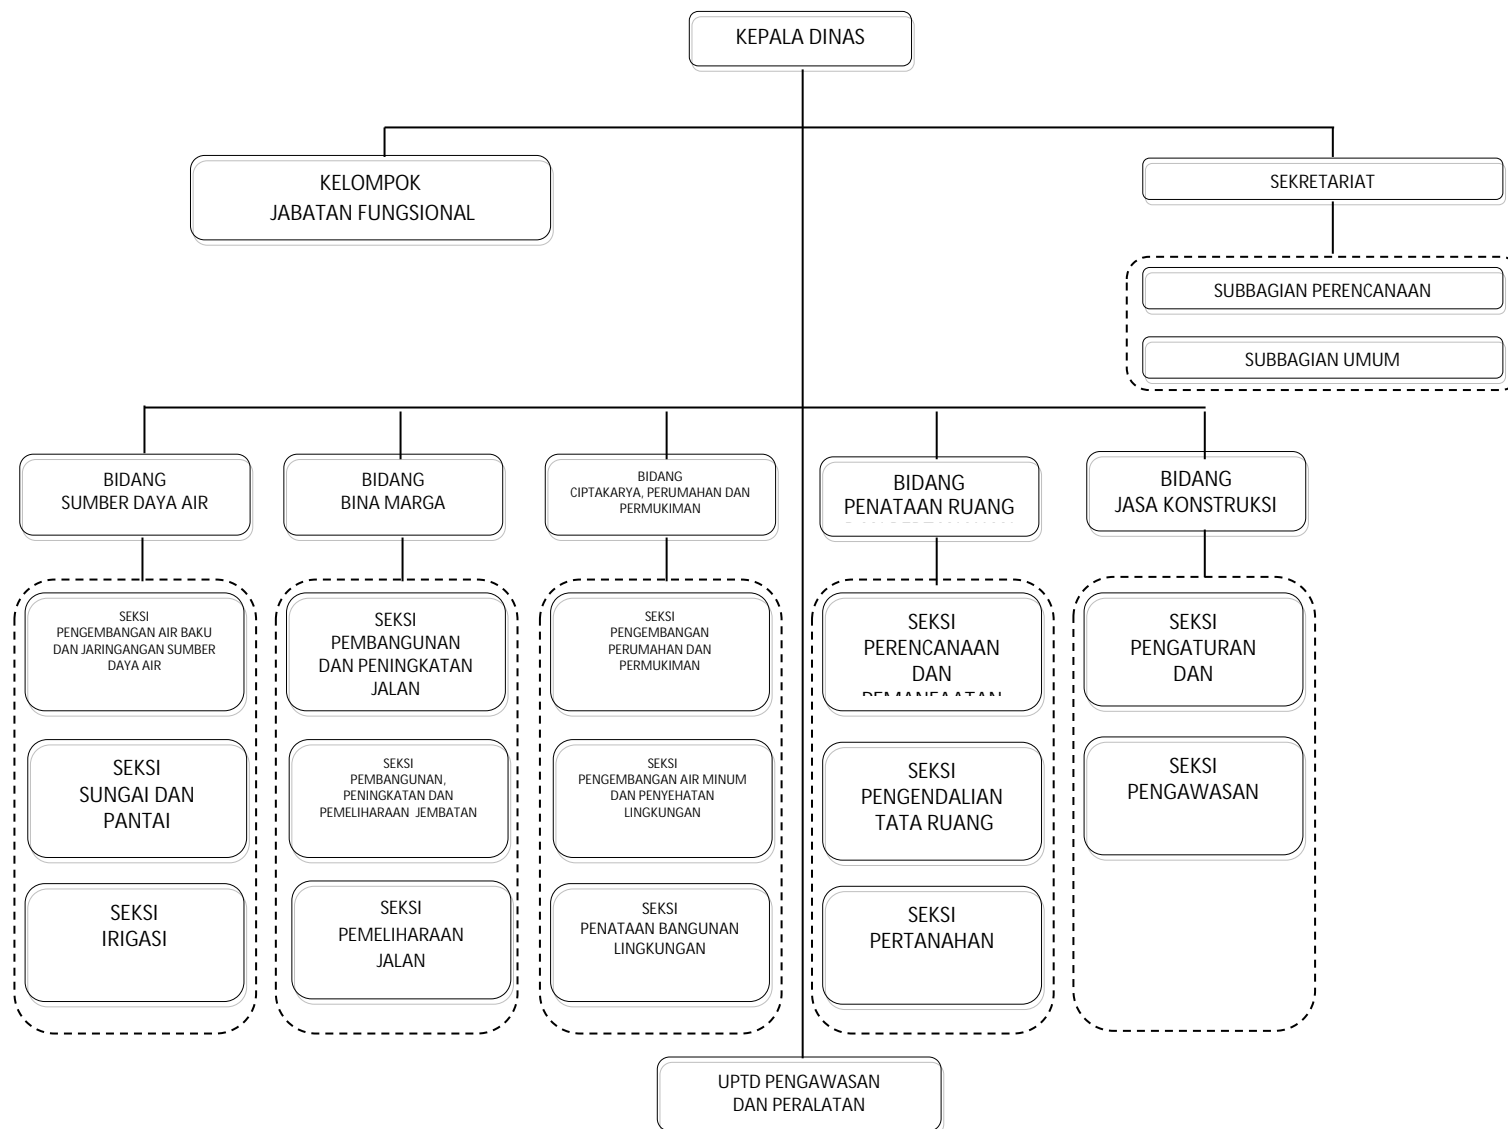 KEPALA DINAS
KELOMPOK
JABATAN FUNGSIONAL
SEKRETARIAT
SUBBAGIAN PERENCANAAN
SUBBAGIAN UMUM
BIDANG
SUMBER DAYA AIR
BIDANG
BINA MARGA
BIDANG
CIPTAKARYA, PERUMAHAN DAN
PERMUKIMAN
BIDANG
PENATAAN RUANG
BIDANG
JASA KONSTRUKSI
SEKSI
PENGEMBANGAN AIR BAKU
DAN JARINGANGAN SUMBER
DAYA AIR
SEKSI
PEMBANGUNAN
DAN PENINGKATAN
JALAN
SEKSI
PENGEMBANGAN
PERUMAHAN DAN
PERMUKIMAN
SEKSI
PERENCANAAN
DAN
PEMANFAATAN
SEKSI
PENGATURAN
DAN
SEKSI
SUNGAI DAN
PANTAI
SEKSI
PEMBANGUNAN,
PENINGKATAN DAN
PEMELIHARAAN JEMBATAN
SEKSI
PENGEMBANGAN AIR MINUM
DAN PENYEHATAN
LINGKUNGAN
SEKSI
PENGENDALIAN
TATA RUANG
SEKSI
PENGAWASAN
SEKSI
IRIGASI
SEKSI
PEMELIHARAAN
JALAN
SEKSI
PENATAAN BANGUNAN
LINGKUNGAN
SEKSI
PERTANAHAN
UPTD PENGAWASAN
DAN PERALATAN